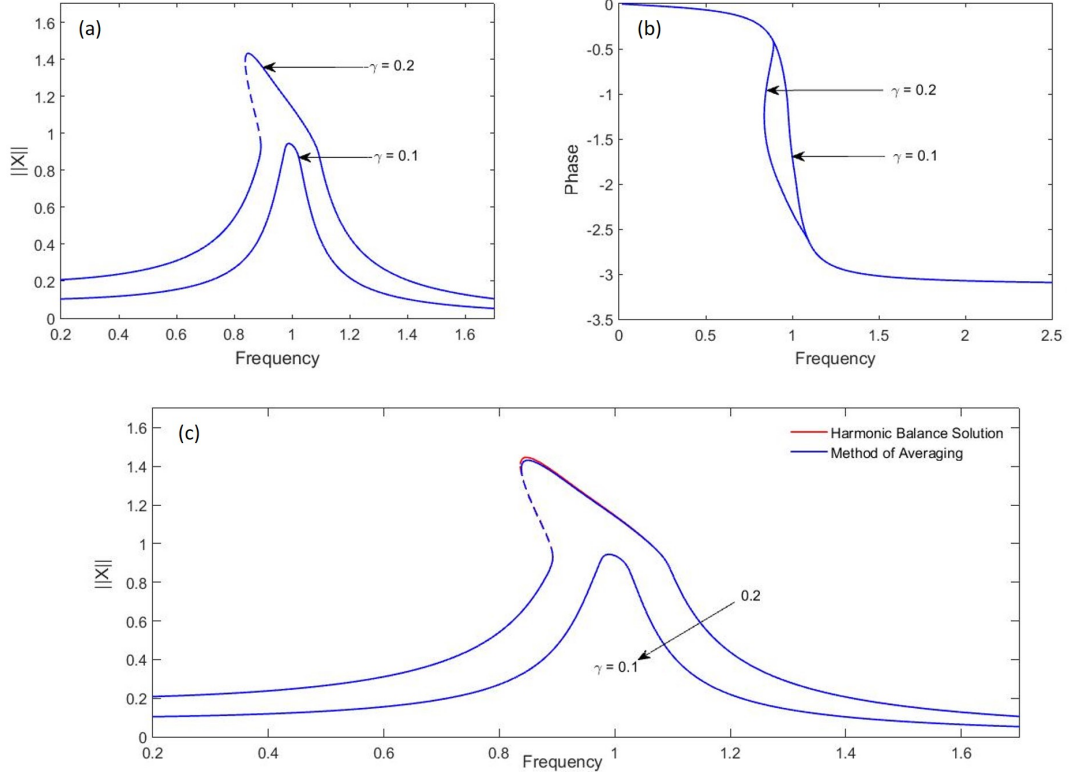 (a)
1.6
1.4
1.2
1
0.8
0.6
0.4
0.2
0
||X||
γ = 0.2
γ = 0.1
0.2 0.4 0.6 0.8 1 1.2 1.4 1.6
Frequency
(b)
0
-0.5
-1
-1.5
-2
-2.5
-3
-3.5
Phase
γ = 0.2
γ = 0.1
0 0.5 1 1.5 2 2.5
Frequency
(c)
1.6
1.4
1.2
1
0.8
0.6
0.4
0.2
0
||X||
Harmonic Balance Solution
Method of Averaging
0.2
γ = 0.1
0.2 0.4 0.6 0.8 1 1.2 1.4 1.6
Frequency